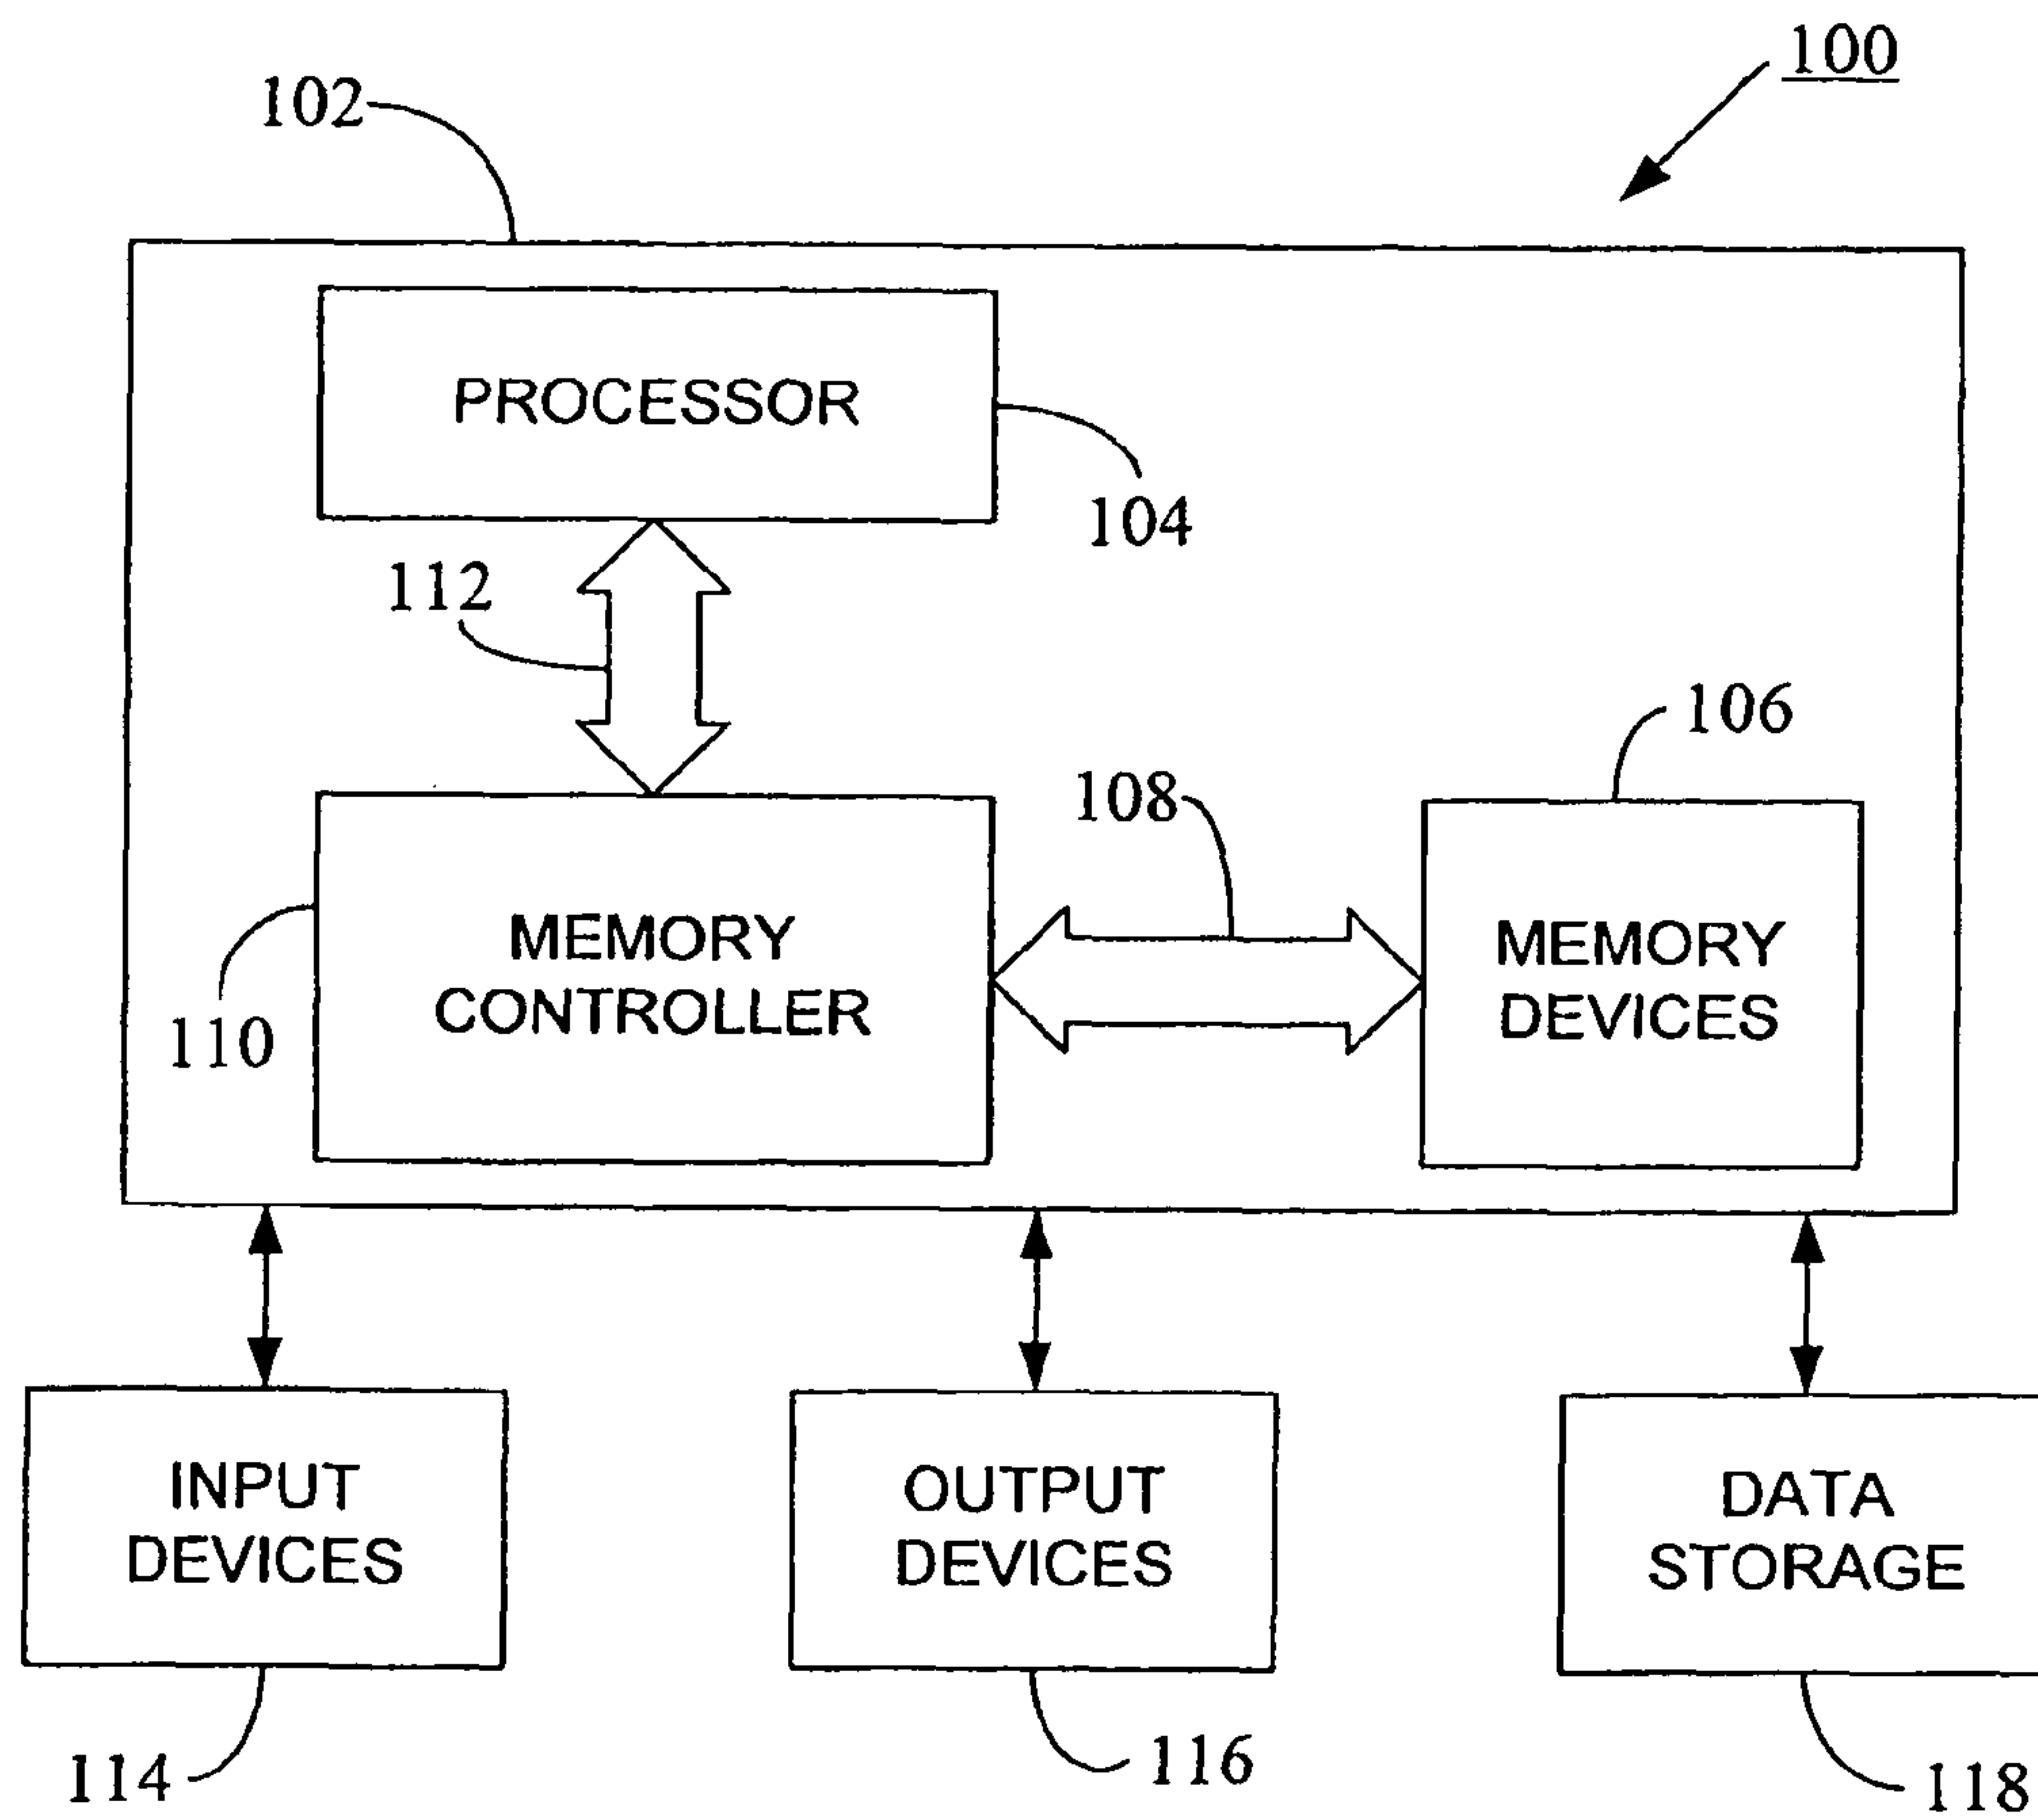 100
102
PROCESSOR
104
112
106
108
MEMORY
CONTROLLER
MEMORY
DEVICES
110
INPUT
DEVICES
OUTPUT
DEVICES
DATA
STORAGE
114
116
118